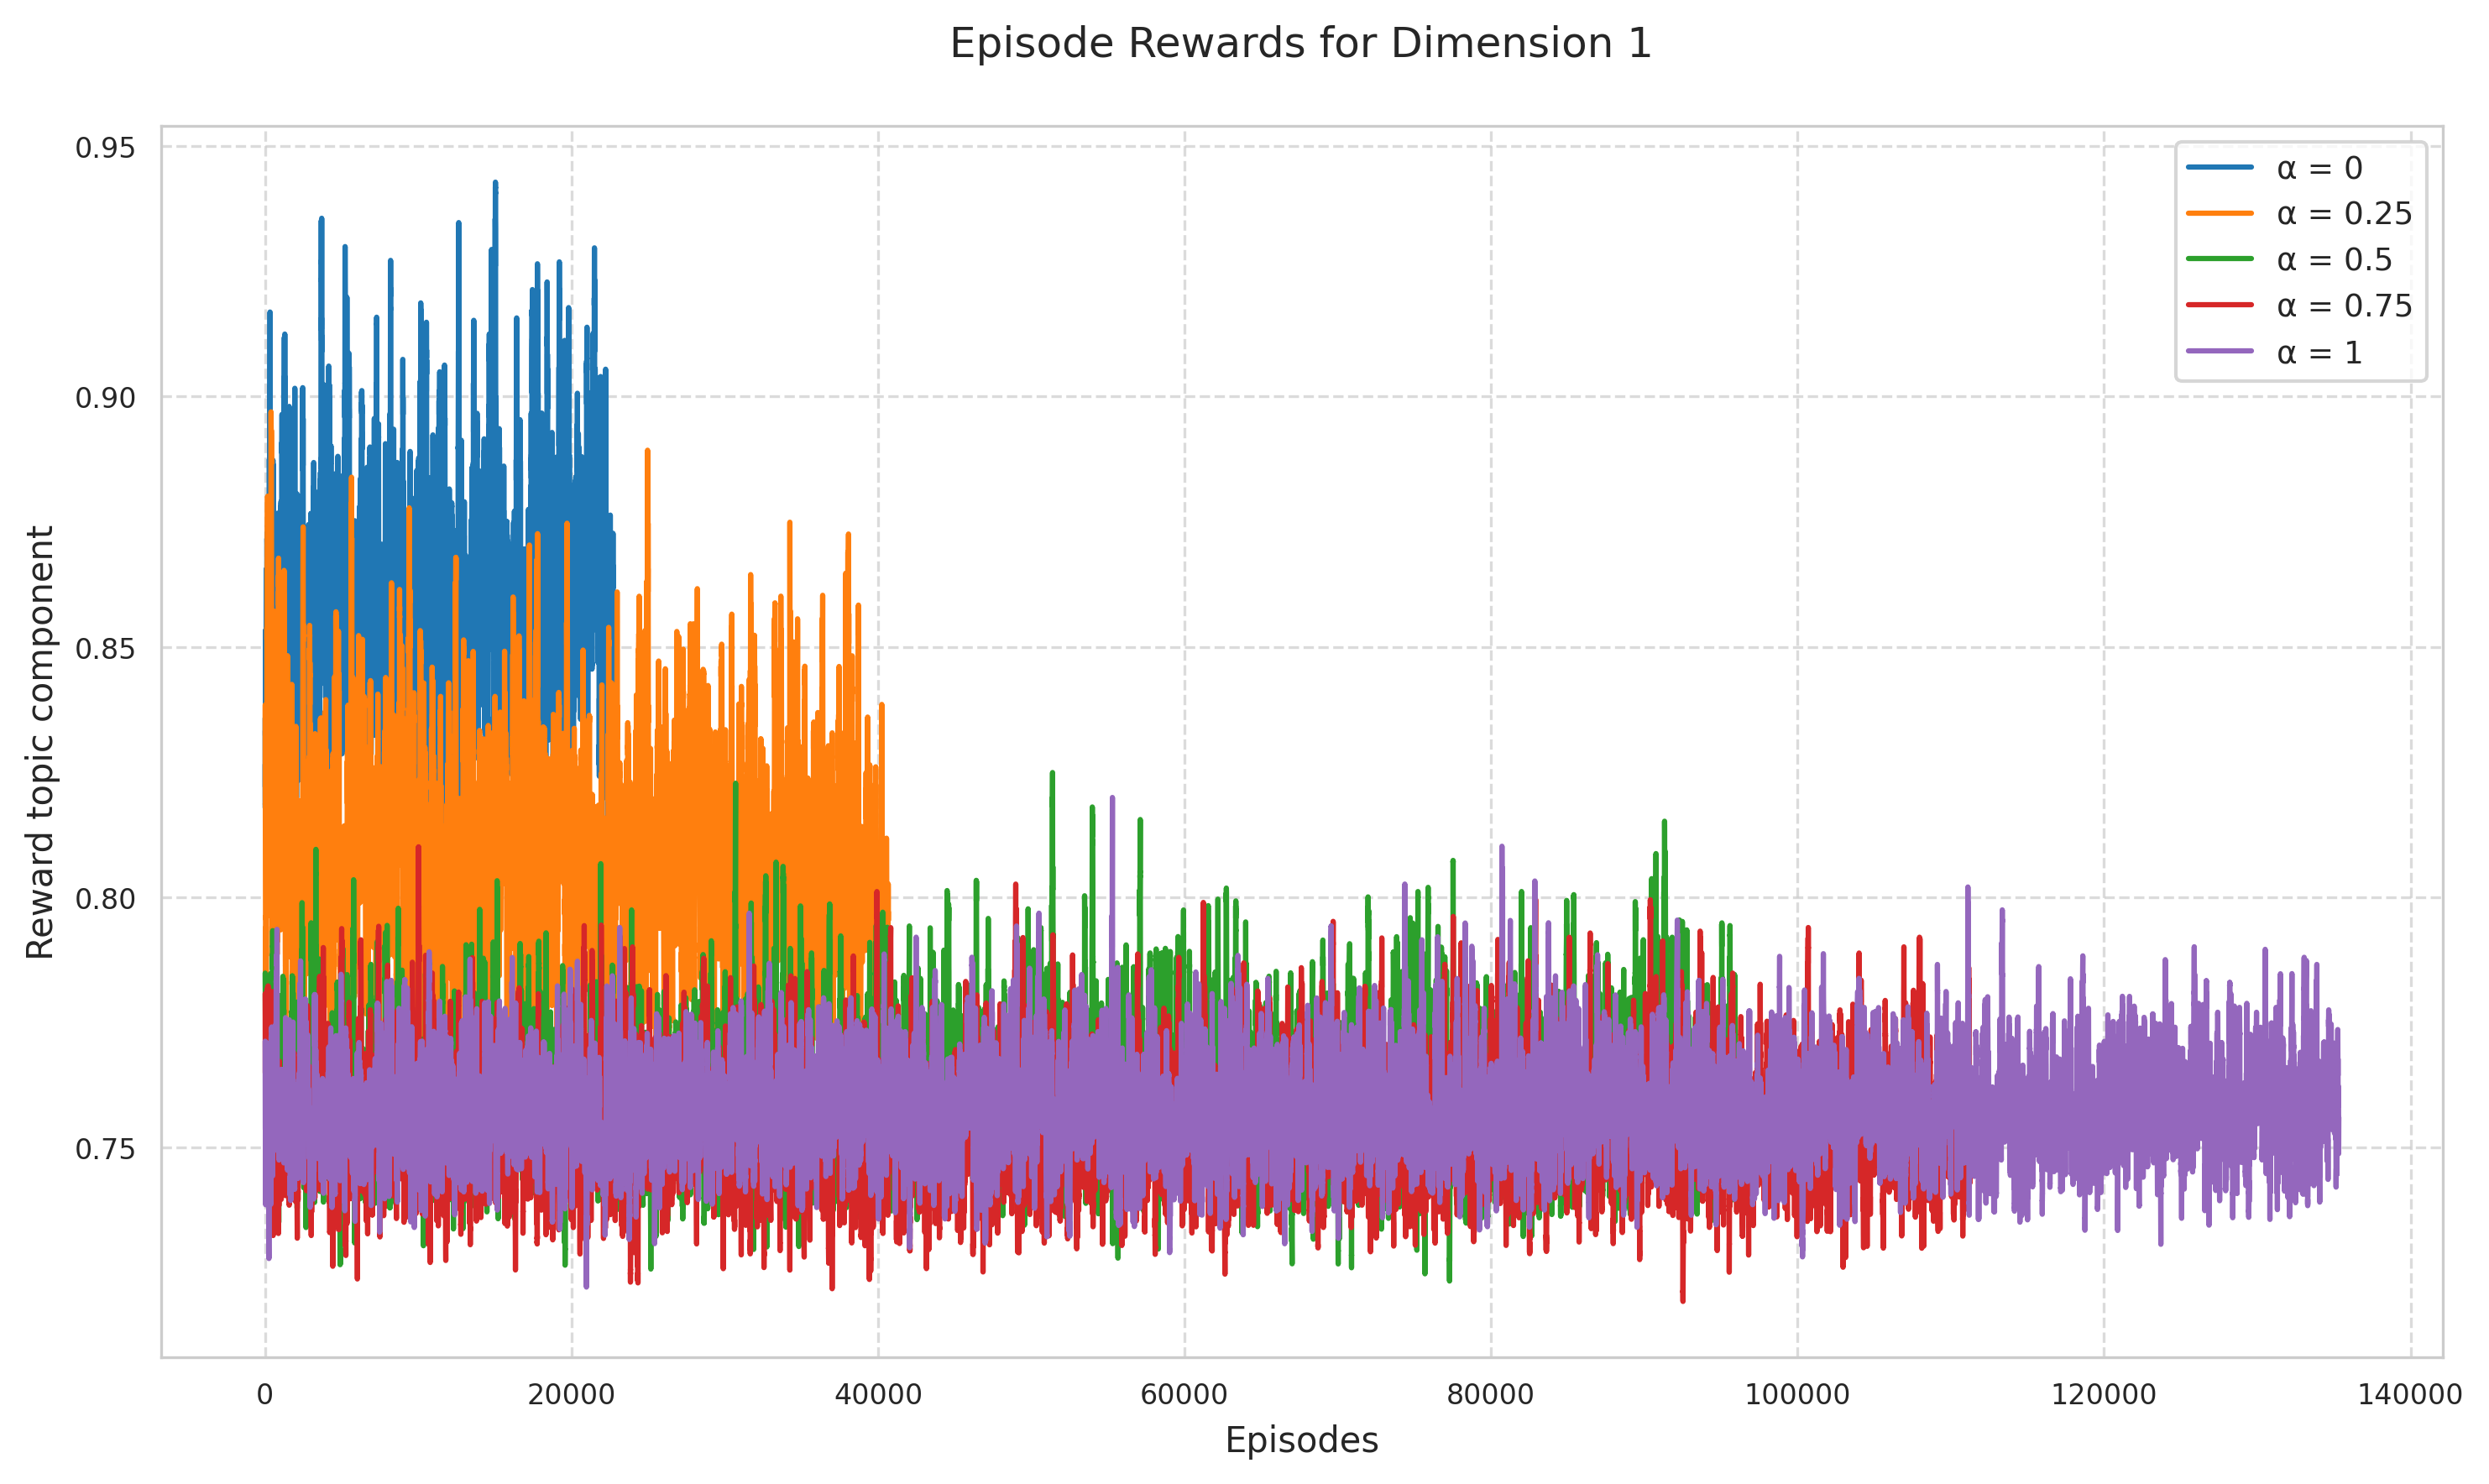 Episode Rewards for Dimension 1
0.95
0.90
0.85
0.80
0.75
Reward topic component
α = 0
α = 0.25
α = 0.5
α = 0.75
α = 1
0 20000 40000 60000 80000 100000 120000 140000
Episodes